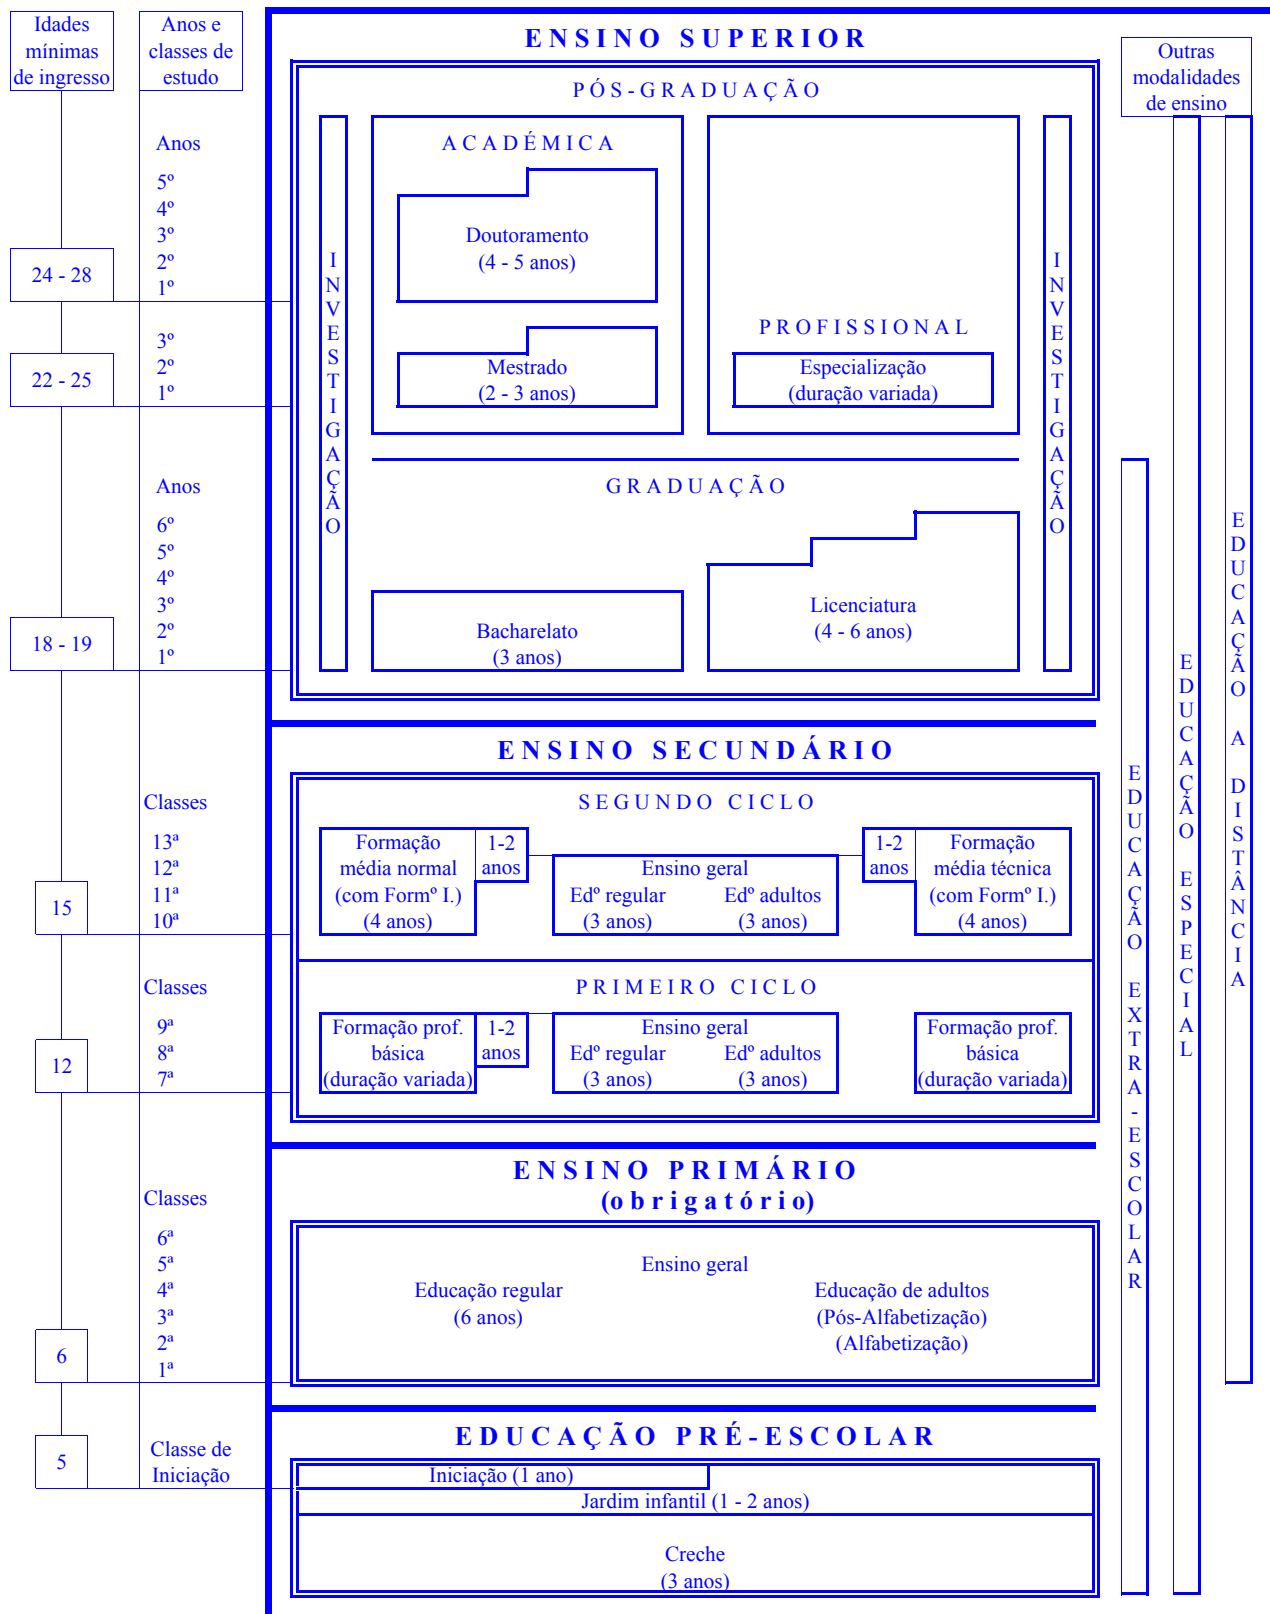 Idades
mínimas
de ingresso
Anos e
classes de
estudo
ENSINO SUPERIOR
Outras
modalidades
de ensino
PÓS-GRADUAÇÃO
Anos
5º
4º
3º
2º
1º
24 - 28
3º
2º
1º
22 - 25
INVESTIGAÇÃO
ACADÉMICA
Doutoramento
(4 - 5 anos)
Mestrado
(2 - 3 anos)
PROFISSIONAL
Especialização
(duração variada)
INVESTIGAÇÃO
GRADUAÇÃO
Anos
6º
5º
4º
3º
2º
1º
18 - 19
Bacharelato
(3 anos)
Licenciatura
(4 - 6 anos)
ENSINO SECUNDÁRIO
SEGUNDO CICLO
Classes
13ª
12ª
11ª
10ª
15
Formação
média normal
(com Formº I.)
(4 anos)
1-2
anos
Ensino geral
Edº regular
(3 anos)
Edº adultos
(3 anos)
1-2
anos
Formação
média técnica
(com Formº I.)
(4 anos)
PRIMEIRO CICLO
Classes
9ª
8ª
7ª
12
Formação prof.
básica
(duração variada)
1-2
anos
Ensino geral
Edº regular
(3 anos)
Edº adultos
(3 anos)
Formação prof.
básica
(duração variada)
ENSINO PRIMÁRIO
(obrigatório)
Classes
6ª
5ª
4ª
3ª
2ª
1ª
6
Ensino geral
Educação regular
(6 anos)
Educação de adultos
(Pós-Alfabetização)
(Alfabetização)
EDUCAÇÃO PRÉ-ESCOLAR
5
Classe de
Iniciação
Iniciação (1 ano)
Jardim infantil (1 - 2 anos)
Creche
(3 anos)
EDUCAÇÃO EXTRA-ESCOLAR
EDUCAÇÃO ESPECIAL
EDUCAÇÃO A DISTÂNCIA